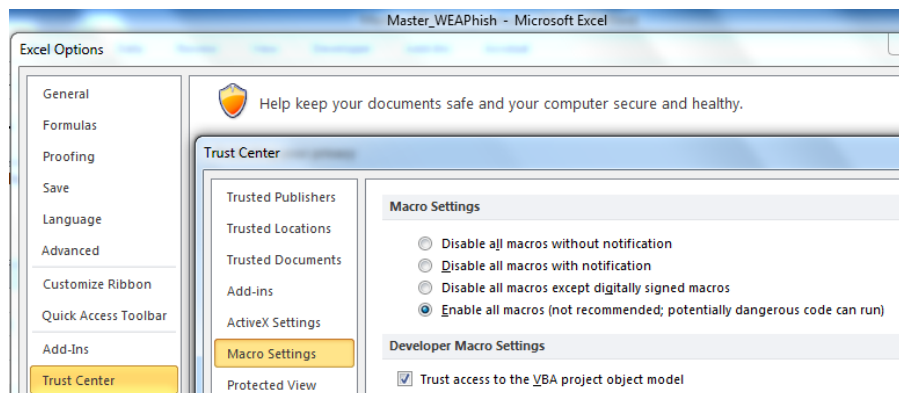 Master_WEAPhish - Microsoft Excel
Excel Options
General
Formulas
Proofing
Save
Language
Advanced
Customize Ribbon
Quick Access Toolbar
Add-Ins
Trust Center
Help keep your documents safe and your computer secure and healthy.
Trust Center
Trusted Publishers
Trusted Locations
Trusted Documents
Add-ins
ActiveX Settings
Macro Settings
Protected View
Macro Settings
Disable all macros without notification
Disable all macros with notification
Disable all macros except digitally signed macros
Enable all macros (not recommended; potentially dangerous code can run)
Developer Macro Settings
Trust access to the VBA project object model